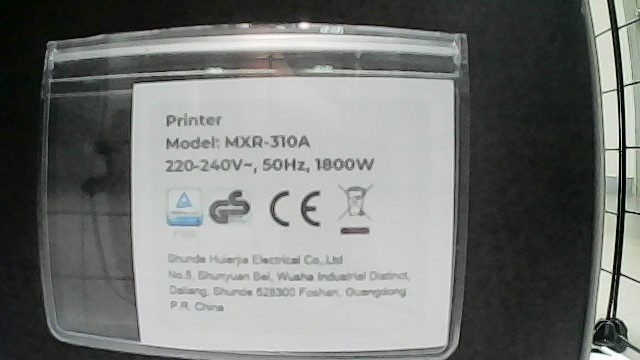 Printer
Model: MXR-310A
220-240V~, 50Hz, 1800W
CE
Shunde Huierjia Electrical Co., Ltd
No.5, Shunyuan Bei, Wusha Industrial District,
Daliang, Shunde 528300 Foshan, Guangdong
P.R. China